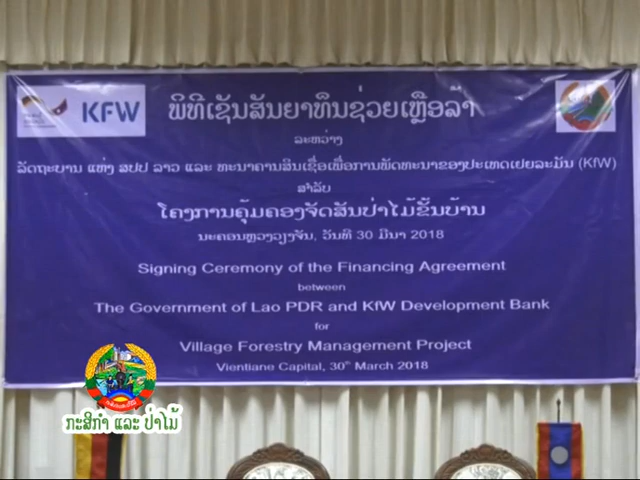 KFW
ພິທີເຊັນສັນຍາທຶນຊ່ວຍເຫຼືອລ້າ
ລະຫວ່າງ
ລັດຖະບານ ແຫ່ງ ສປປ ລາວ ແລະ ທະນາຄານສິນເຊື່ອເພື່ອການພັດທະນາຂອງປະເທດເຢຍລະມັນ (KfW)
ສຳລັບ
ໂຄງການຄຸ້ມຄອງຈັດສັນປ່າໄມ້ຂັ້ນບ້ານ
ນະຄອນຫຼວງວຽງຈັນ, ວັນທີ 30 ມີນາ 2018
Signing Ceremony of the Financing Agreement
between
The Government of Lao PDR and KfW Development Bank
for
Village Forestry Management Project
Vientiane Capital, 30th March 2018
ກະສິກຳ ແລະ ປ່າໄມ້